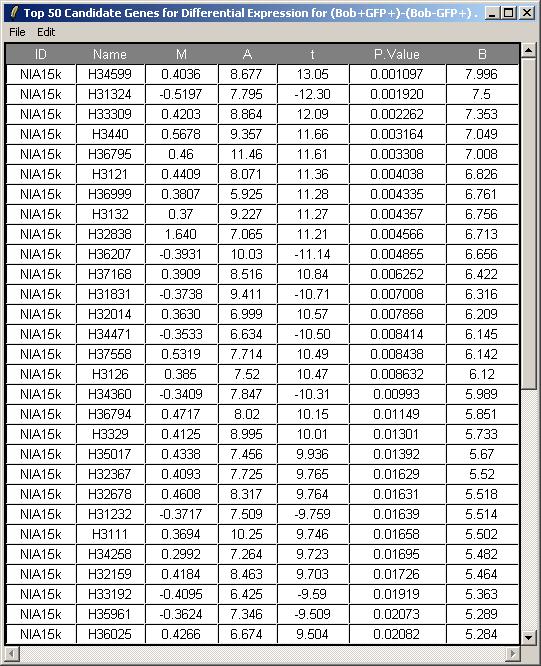 Top 50 Candidate Genes for Differential Expression for (Bob+GFP+)-(Bob-GFP+) .
File Edit
ID Name M A t P.Value B
NIA15k H34599 0.4036 8.677 13.05 0.001097 7.996
NIA15k H31324 -0.5197 7.795 -12.30 0.001920 7.5
NIA15k H33309 0.4203 8.864 12.09 0.002262 7.353
NIA15k H3440 0.5678 9.357 11.66 0.003164 7.049
NIA15k H36795 0.46 11.46 11.61 0.003308 7.008
NIA15k H3121 0.4409 8.071 11.36 0.004038 6.826
NIA15k H36999 0.3807 5.925 11.28 0.004335 6.761
NIA15k H3132 0.37 9.227 11.27 0.004357 6.756
NIA15k H32838 1.640 7.065 11.21 0.004566 6.713
NIA15k H36207 -0.3931 10.03 -11.14 0.004855 6.656
NIA15k H37168 0.3909 8.516 10.84 0.006252 6.422
NIA15k H31831 -0.3738 9.411 -10.71 0.007008 6.316
NIA15k H32014 0.3630 6.999 10.57 0.007858 6.209
NIA15k H34471 -0.3533 6.634 -10.50 0.008414 6.145
NIA15k H37558 0.5319 7.714 10.49 0.008438 6.142
NIA15k H3126 0.385 7.52 10.47 0.008632 6.12
NIA15k H34360 -0.3409 7.847 -10.31 0.00993 5.989
NIA15k H36794 0.4717 8.02 10.15 0.01149 5.851
NIA15k H3329 0.4125 8.995 10.01 0.01301 5.733
NIA15k H35017 0.4338 7.456 9.936 0.01392 5.67
NIA15k H32367 0.4093 7.725 9.765 0.01629 5.52
NIA15k H32678 0.4608 8.317 9.764 0.01631 5.518
NIA15k H31232 -0.3717 7.509 -9.759 0.01639 5.514
NIA15k H3111 0.3694 10.25 9.746 0.01658 5.502
NIA15k H34258 0.2992 7.264 9.723 0.01695 5.482
NIA15k H32159 0.4184 8.463 9.703 0.01726 5.464
NIA15k H33192 -0.4095 6.425 -9.59 0.01919 5.363
NIA15k H35961 -0.3624 7.346 -9.509 0.02073 5.289
NIA15k H36025 0.4266 6.674 9.504 0.02082 5.284